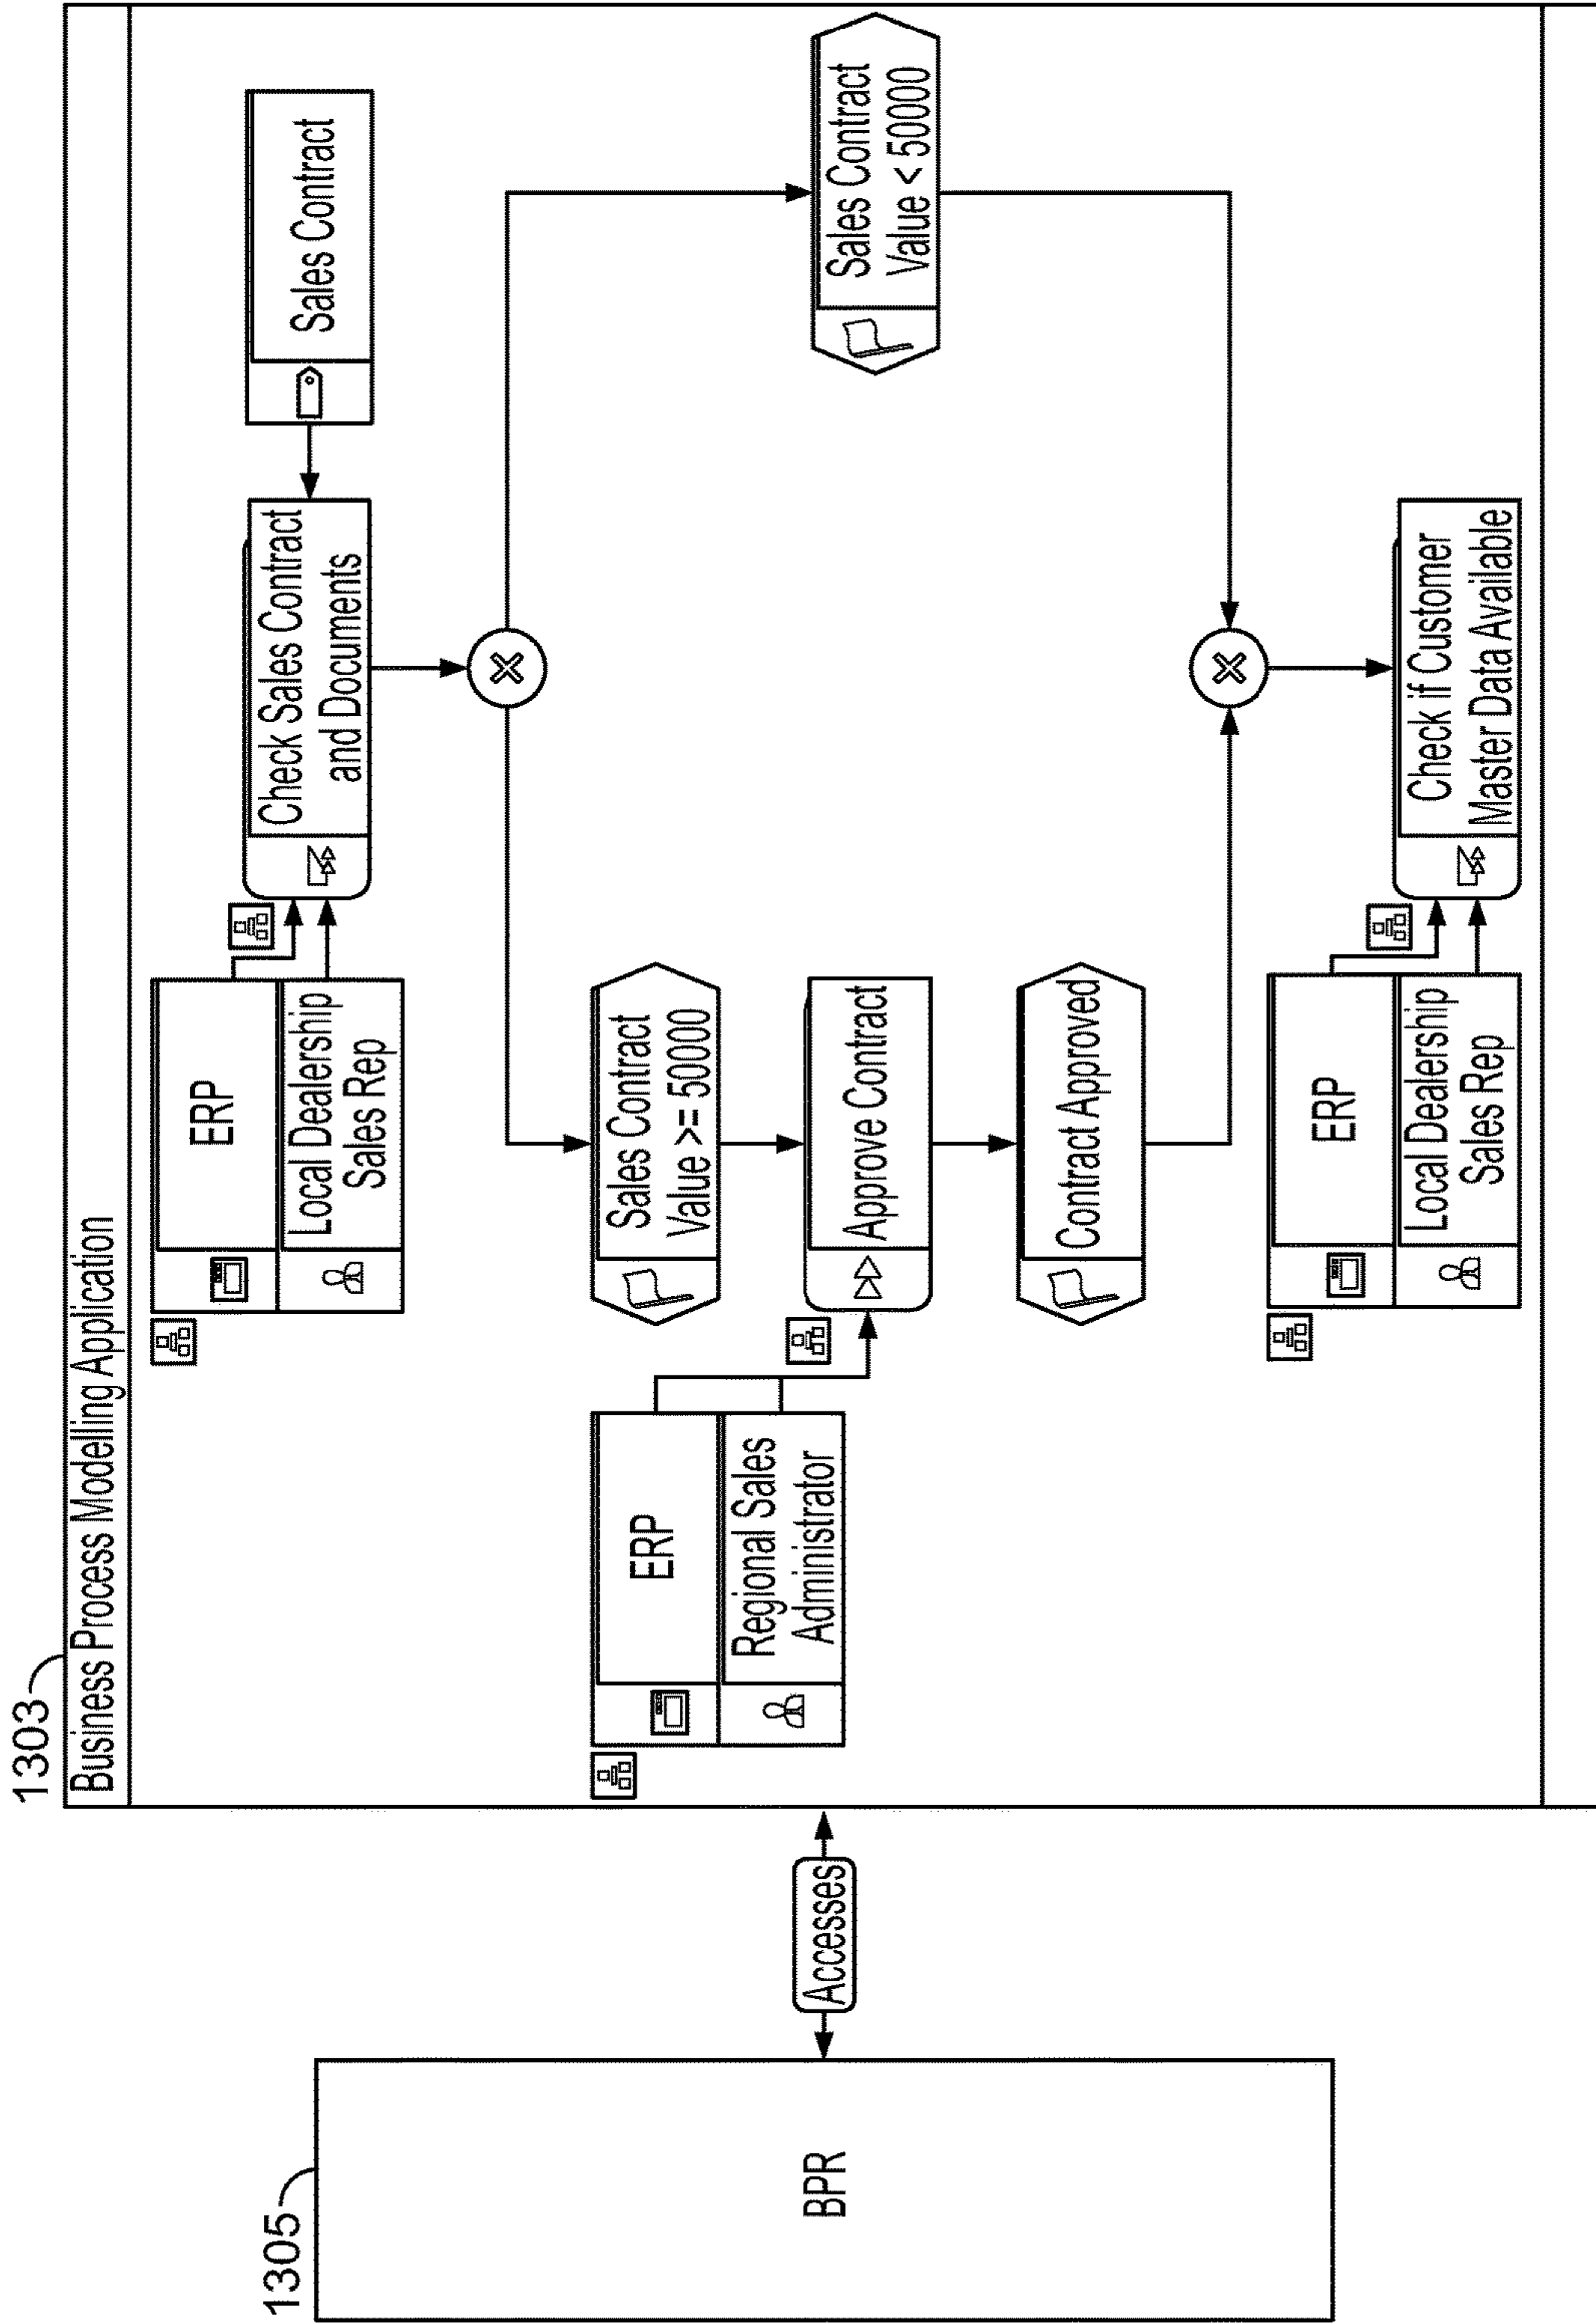 1303
Business Process Modelling Application
ERP
Local Dealership
Sales Rep
Check Sales Contract
and Documents
Sales Contract
Sales Contract
Value >= 50000
Sales Contract
Value < 50000
ERP
Regional Sales
Administrator
Approve Contract
Contract Approved
ERP
Local Dealership
Sales Rep
Check if Customer
Master Data Available
Accesses
1305
BPR